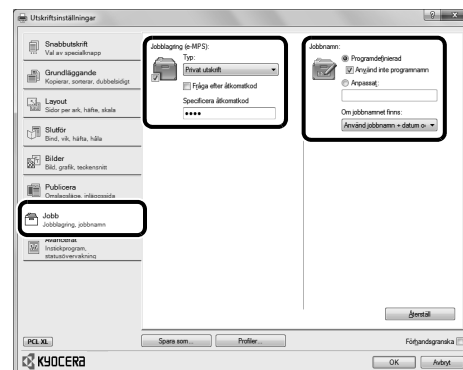 Utskriftsinställningar
Snabbutskrift
Val av specialknapp
Grundläggande
Kopierar, sorterar, dubbelsidigt
Layout
Sidor per ark, häfte, skala
Slutför
Bind, vik, häfta, håla
Bilder
Bild, grafik, teckensnitt
Publicera
Omslagsläge, inläggssida
Jobb
Jobblagring, jobbnamn
Avancerat
Instickprogram,
statusövervakning
Jobblagring (e-MPS):
Typ:
Privat utskrift
Fråga efter åtkomstkod
Specificera åtkomstkod
••••
Jobbnamn:
Programdefinierad
Använd inte programnamn
Anpassat:
Om jobbnamnet finns:
Använd jobbnamn + datum o
Återställ
PCL XL
Spara som...
Profiler...
Förhandsgranska
KYOCERA
OK
Avbryt